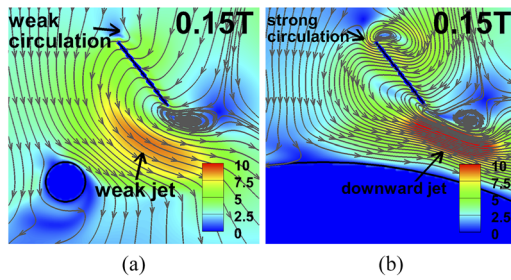 weak
circulation
0.15T
weak jet
10
7.5
5
2.5
0
(a)
strong
circulation
0.15T
downward jet
10
7.5
5
2.5
0
(b)